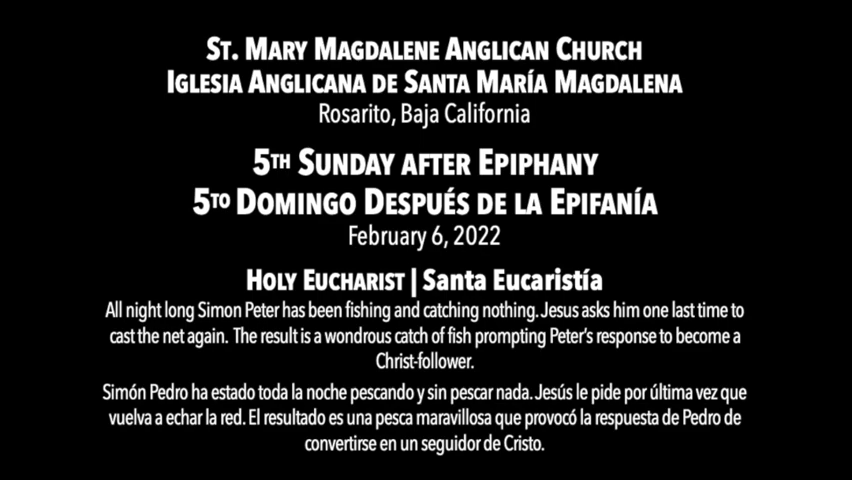 St. Mary Magdalene Anglican Church
Iglesia Anglicana de Santa María Magdalena
Rosarito, Baja California
5th Sunday after Epiphany
5to Domingo Después de la Epifanía
February 6, 2022
Holy Eucharist | Santa Eucaristía
All night long Simon Peter has been fishing and catching nothing. Jesus asks him one last time to
cast the net again. The result is a wondrous catch of fish prompting Peter's response to become a
Christ-follower.
Simón Pedro ha estado toda la noche pescando y sin pescar nada. Jesús le pide por última vez que
vuelva a echar la red. El resultado es una pesca maravillosa que provocó la respuesta de Pedro de
convertirse en un seguidor de Cristo.